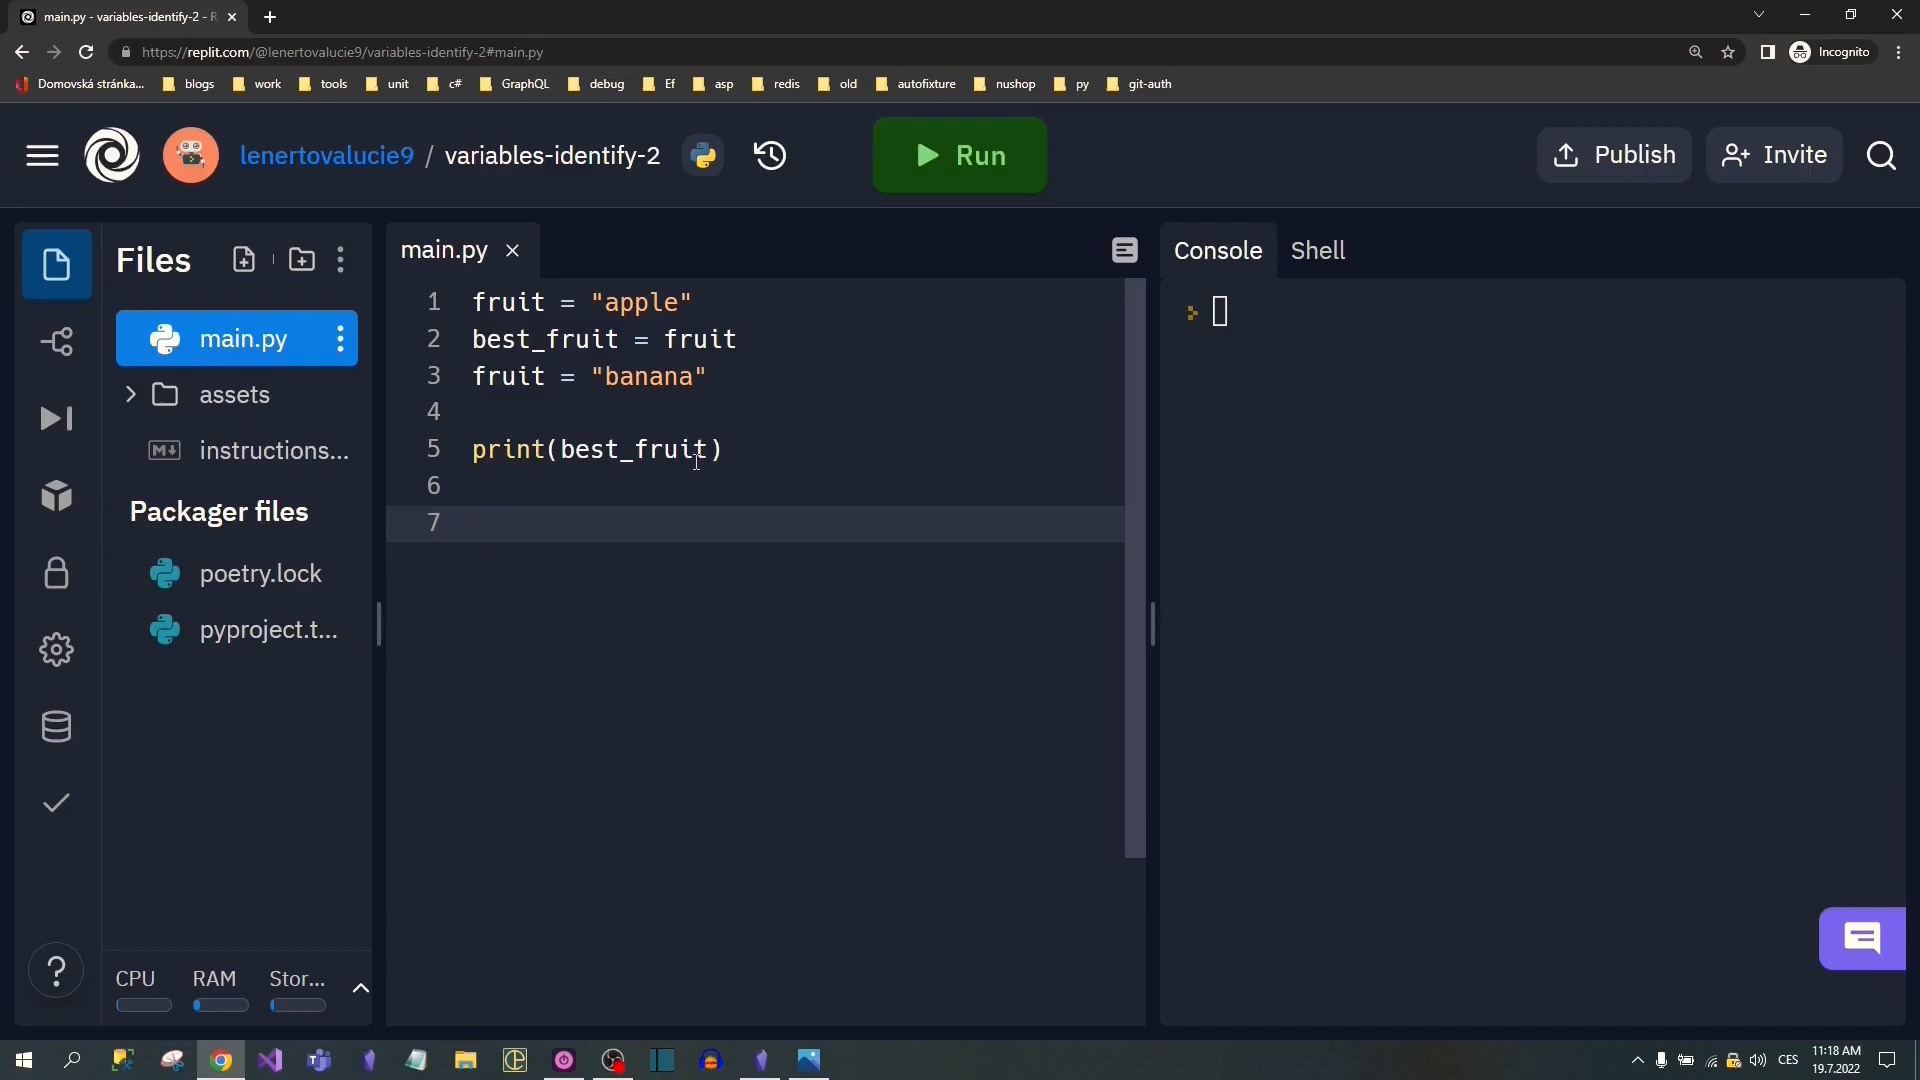 main.py - variables-identify-2 - R
https://replit.com/@lenertovalucie9/variables-identify-2#main.py
Incognito
Domovská stránka...
blogs
work
tools
unit
c#
GraphQL
debug
Ef
asp
redis
old
autofixture
nushop
py
git-auth
lenertovalucie9 / variables-identify-2
Run
Publish
Invite
Files
main.py
assets
instructions...
Packager files
poetry.lock
pyproject.t...
CPU RAM Stor...
main.py
1 fruit = "apple"
2 best_fruit = fruit
3 fruit = "banana"
4
5 print(best_fruit)
6
7
Console Shell
CES
11:18 AM
19.7.2022